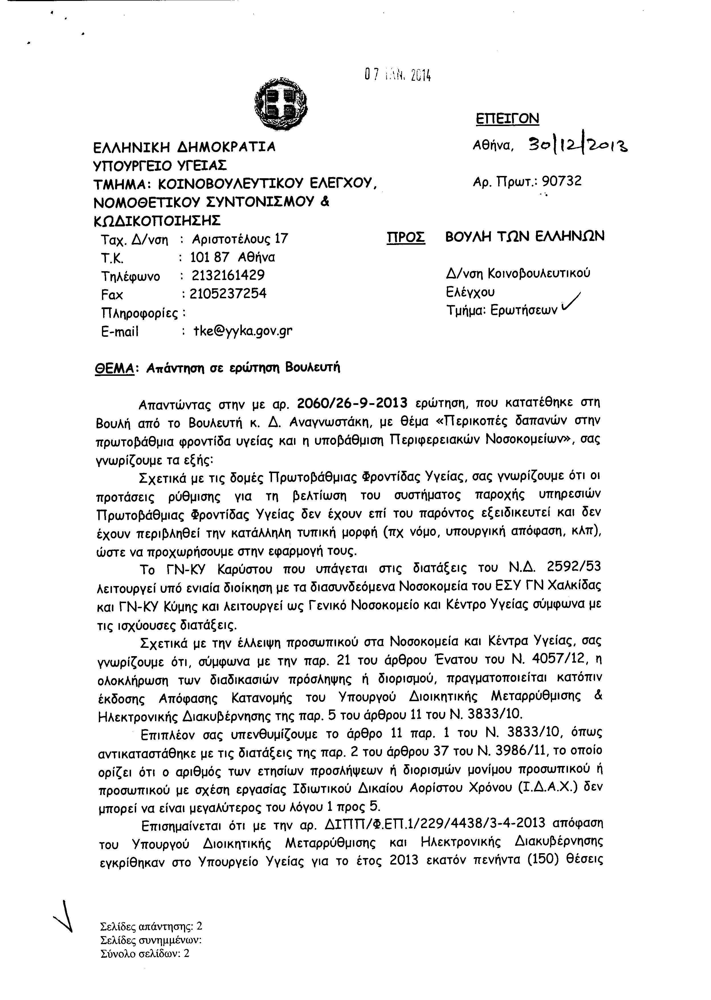 07 ΙΑΝ. 2014
ΕΠΕΙΓΟΝ
ΕΛΛΗΝΙΚΗ ΔΗΜΟΚΡΑΤΙΑ
ΥΠΟΥΡΓΕΙΟ ΥΓΕΙΑΣ
ΤΜΗΜΑ: ΚΟΙΝΟΒΟΥΛΕΥΤΙΚΟΥ ΕΛΕΓΧΟΥ,
ΝΟΜΟΘΕΤΙΚΟΥ ΣΥΝΤΟΝΙΣΜΟΥ &
ΚΩΔΙΚΟΠΟΙΗΣΗΣ
Ταχ. Δ/νση : Αριστοτέλους 17
Τ.Κ. : 101 87 Αθήνα
Τηλέφωνο : 2132161429
Fax : 2105237254
Πληροφορίες :
E-mail : tke@yyka.gov.gr
Αθήνα, 30/12/2013
Αρ. Πρωτ.: 90732
ΠΡΟΣ ΒΟΥΛΗ ΤΩΝ ΕΛΛΗΝΩΝ
Δ/νση Κοινοβουλευτικού
Ελέγχου
Τμήμα: Ερωτήσεων
ΘΕΜΑ: Απάντηση σε ερώτηση Βουλευτή
Απαντώντας στην με αρ. 2060/26-9-2013 ερώτηση, που κατατέθηκε στη
Βουλή από το Βουλευτή κ. Δ. Αναγνωστάκη, με θέμα «Περικοπές δαπανών στην
πρωτοβάθμια φροντίδα υγείας και η υποβάθμιση Περιφερειακών Νοσοκομείων», σας
γνωρίζουμε τα εξής:
Σχετικά με τις δομές Πρωτοβάθμιας Φροντίδας Υγείας, σας γνωρίζουμε ότι οι
προτάσεις ρύθμισης για τη βελτίωση του συστήματος παροχής υπηρεσιών
Πρωτοβάθμιας Φροντίδας Υγείας δεν έχουν επί του παρόντος εξειδικευτεί και δεν
έχουν περιβληθεί την κατάλληλη τυπική μορφή (πχ νόμο, υπουργική απόφαση, κλπ),
ώστε να προχωρήσουμε στην εφαρμογή τους.
Το ΓΝ-ΚΥ Καρύστου που υπάγεται στις διατάξεις του Ν.Δ. 2592/53
λειτουργεί υπό ενιαία διοίκηση με τα διασυνδεόμενα Νοσοκομεία του ΕΣΥ ΓΝ Χαλκίδας
και ΓΝ-ΚΥ Κύμης και λειτουργεί ως Γενικό Νοσοκομείο και Κέντρο Υγείας σύμφωνα με
τις ισχύουσες διατάξεις.
Σχετικά με την έλλειψη προσωπικού στα Νοσοκομεία και Κέντρα Υγείας, σας
γνωρίζουμε ότι, σύμφωνα με την παρ. 21 του άρθρου Ένατου του Ν. 4057/12, η
ολοκλήρωση των διαδικασιών πρόσληψης ή διορισμού, πραγματοποιείται κατόπιν
έκδοσης Απόφασης Κατανομής του Υπουργού Διοικητικής Μεταρρύθμισης &
Ηλεκτρονικής Διακυβέρνησης της παρ. 5 του άρθρου 11 του Ν. 3833/10.
Επιπλέον σας υπενθυμίζουμε το άρθρο 11 παρ. 1 του Ν. 3833/10, όπως
αντικαταστάθηκε με τις διατάξεις της παρ. 2 του άρθρου 37 του Ν. 3986/11, το οποίο
ορίζει ότι ο αριθμός των ετησίων προσλήψεων ή διορισμών μονίμου προσωπικού ή
προσωπικού με σχέση εργασίας Ιδιωτικού Δικαίου Αορίστου Χρόνου (Ι.Δ.Α.Χ.) δεν
μπορεί να είναι μεγαλύτερος του λόγου 1 προς 5.
Επισημαίνεται ότι με την αρ. ΔΙΠΠ/Φ.ΕΠ.1/229/4438/3-4-2013 απόφαση
του Υπουργού Διοικητικής Μεταρρύθμισης και Ηλεκτρονικής Διακυβέρνησης
εγκρίθηκαν στο Υπουργείο Υγείας για το έτος 2013 εκατόν πενήντα (150) θέσεις
Σελίδες απάντησης: 2
Σελίδες συνημμένων:
Σύνολο σελίδων: 2